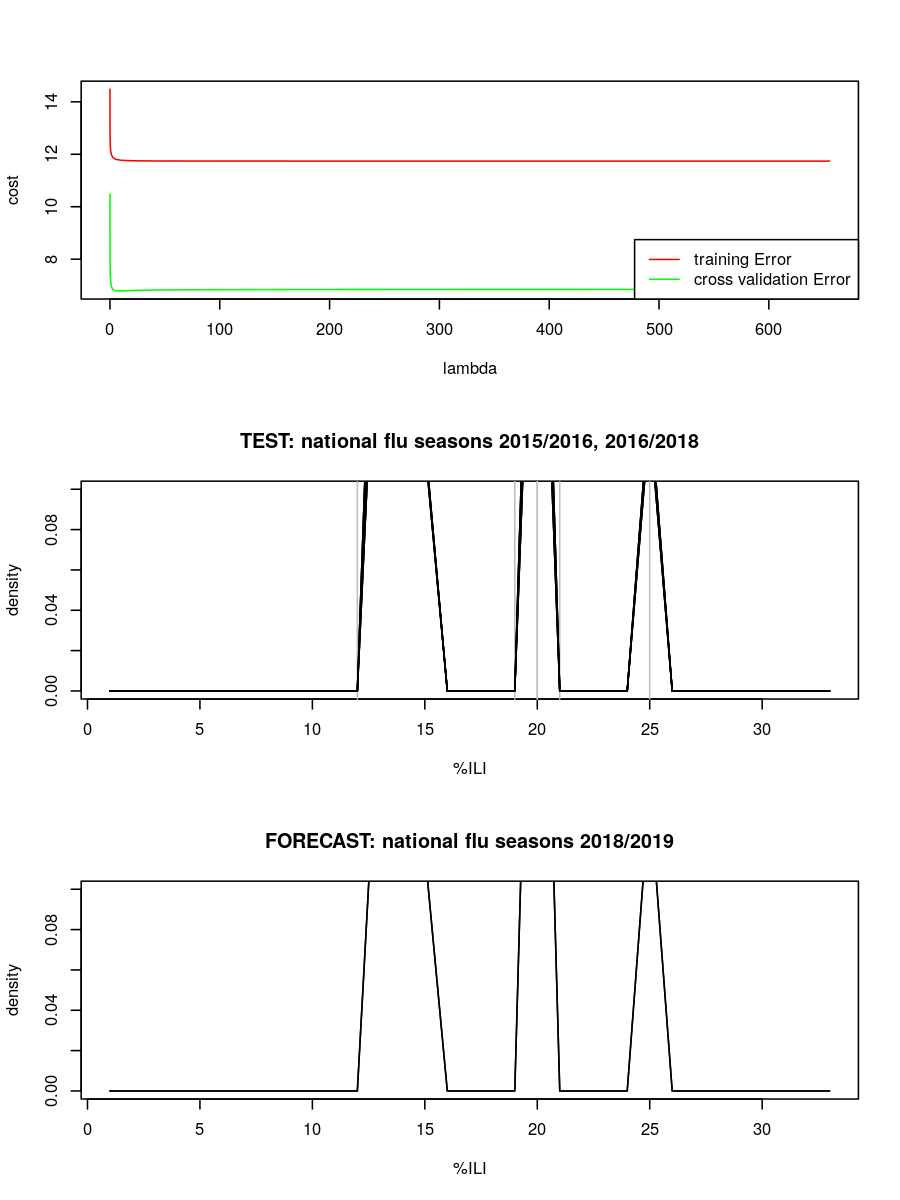 14
12
10
8
cost
training Error
cross validation Error
0 100 200 300 400 500 600
lambda
TEST: national flu seasons 2015/2016, 2016/2018
0.08
0.04
0.00
density
0 5 10 15 20 25 30
%ILI
FORECAST: national flu seasons 2018/2019
0.08
0.04
0.00
density
0 5 10 15 20 25 30
%ILI